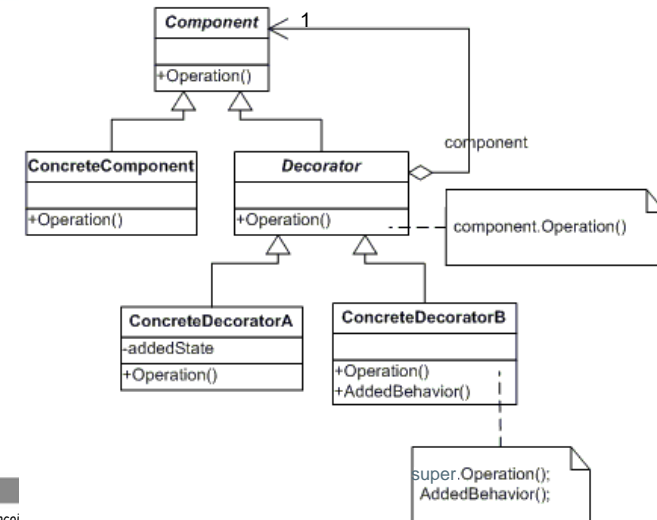 Component
1
+Operation()
component
ConcreteComponent
+Operation()
Decorator
+Operation()
component.Operation()
ConcreteDecoratorA
-addedState
+Operation()
ConcreteDecoratorB
+Operation()
+AddedBehavior()
super.Operation();
AddedBehavior();